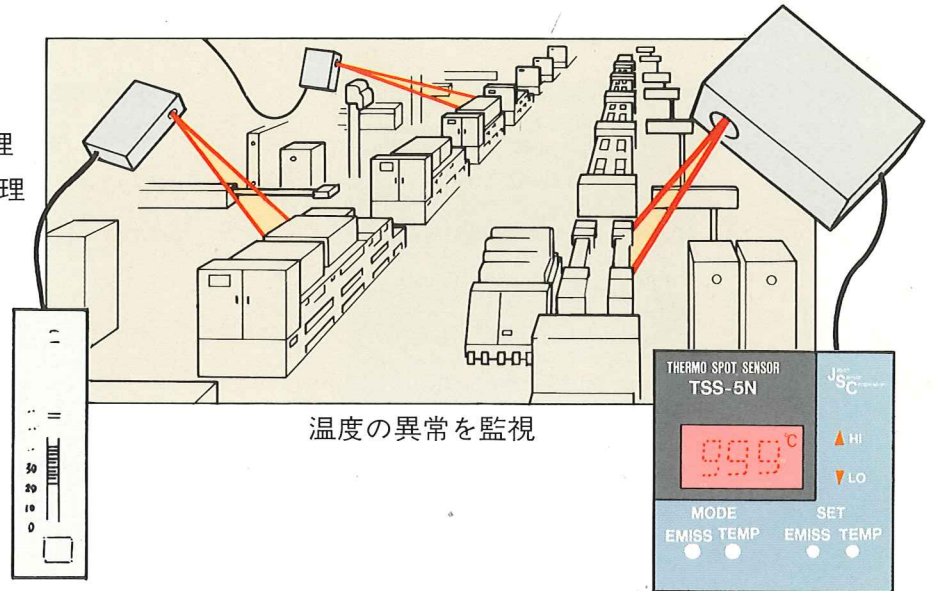 理
理
温度の異常を監視
THERMO SPOT SENSOR
TSS-5N
JSC
999 ℃
HI
LO
MODE
SET
EMISS TEMP
EMISS TEMP
30
20
10
0